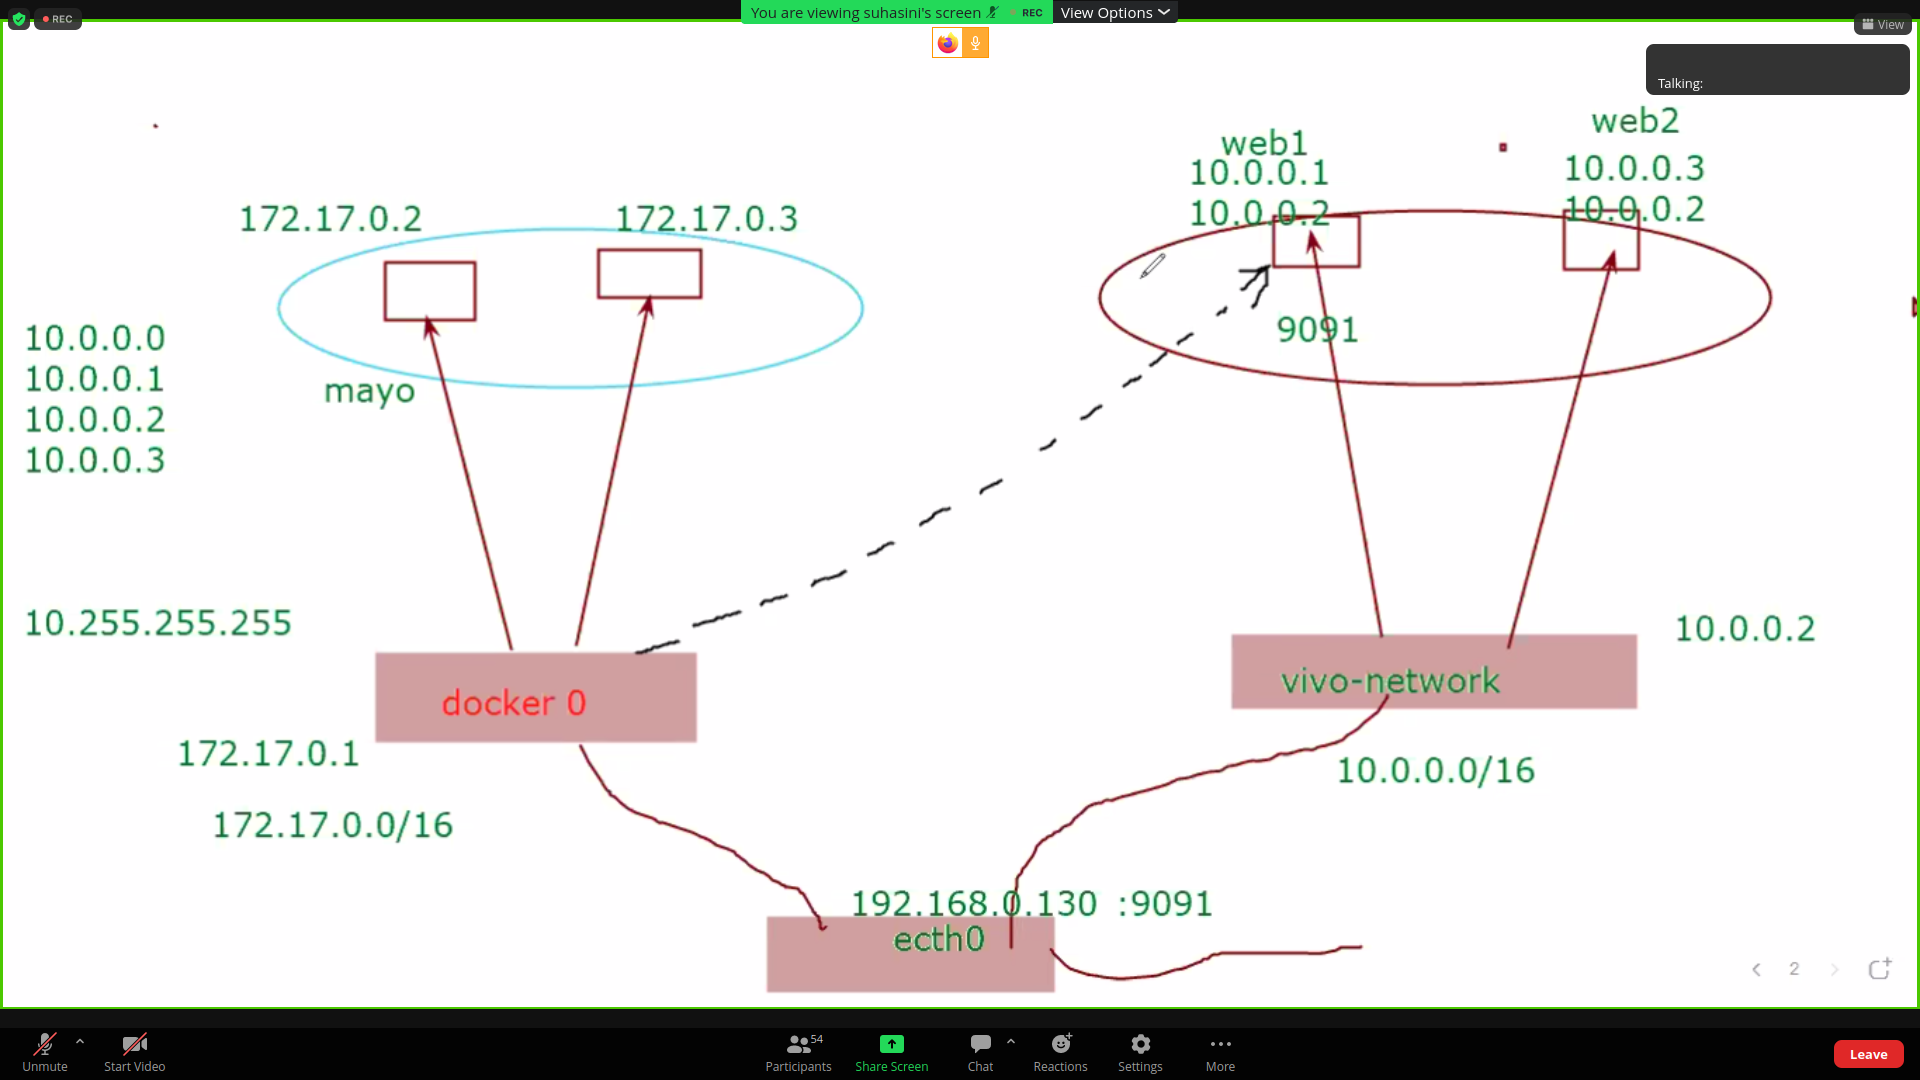 REC
You are viewing suhasini's screen
REC
View Options
View
Talking:
web1
web2
10.0.0.1
10.0.0.3
10.0.0.2
10.0.0.2
172.17.0.2
172.17.0.3
9091
10.0.0.0
10.0.0.1
10.0.0.2
10.0.0.3
mayo
10.255.255.255
10.0.0.2
docker 0
vivo-network
172.17.0.1
10.0.0.0/16
172.17.0.0/16
192.168.0.130 :9091
ecth0
2
Unmute
Start Video
Participants
54
Share Screen
Chat
Reactions
Settings
More
Leave